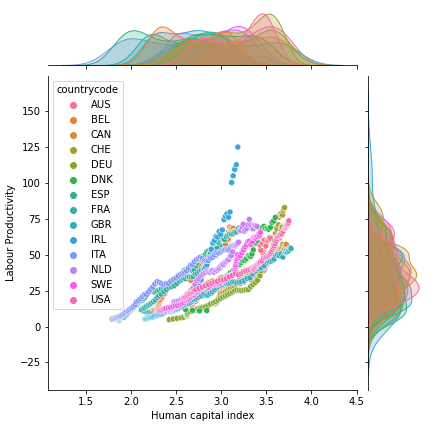 countrycode
AUS
BEL
CAN
CHE
DEU
DNK
ESP
FRA
GBR
IRL
ITA
NLD
SWE
USA
Labour Productivity
150
125
100
75
50
25
0
−25
1.5 2.0 2.5 3.0 3.5 4.0 4.5
Human capital index